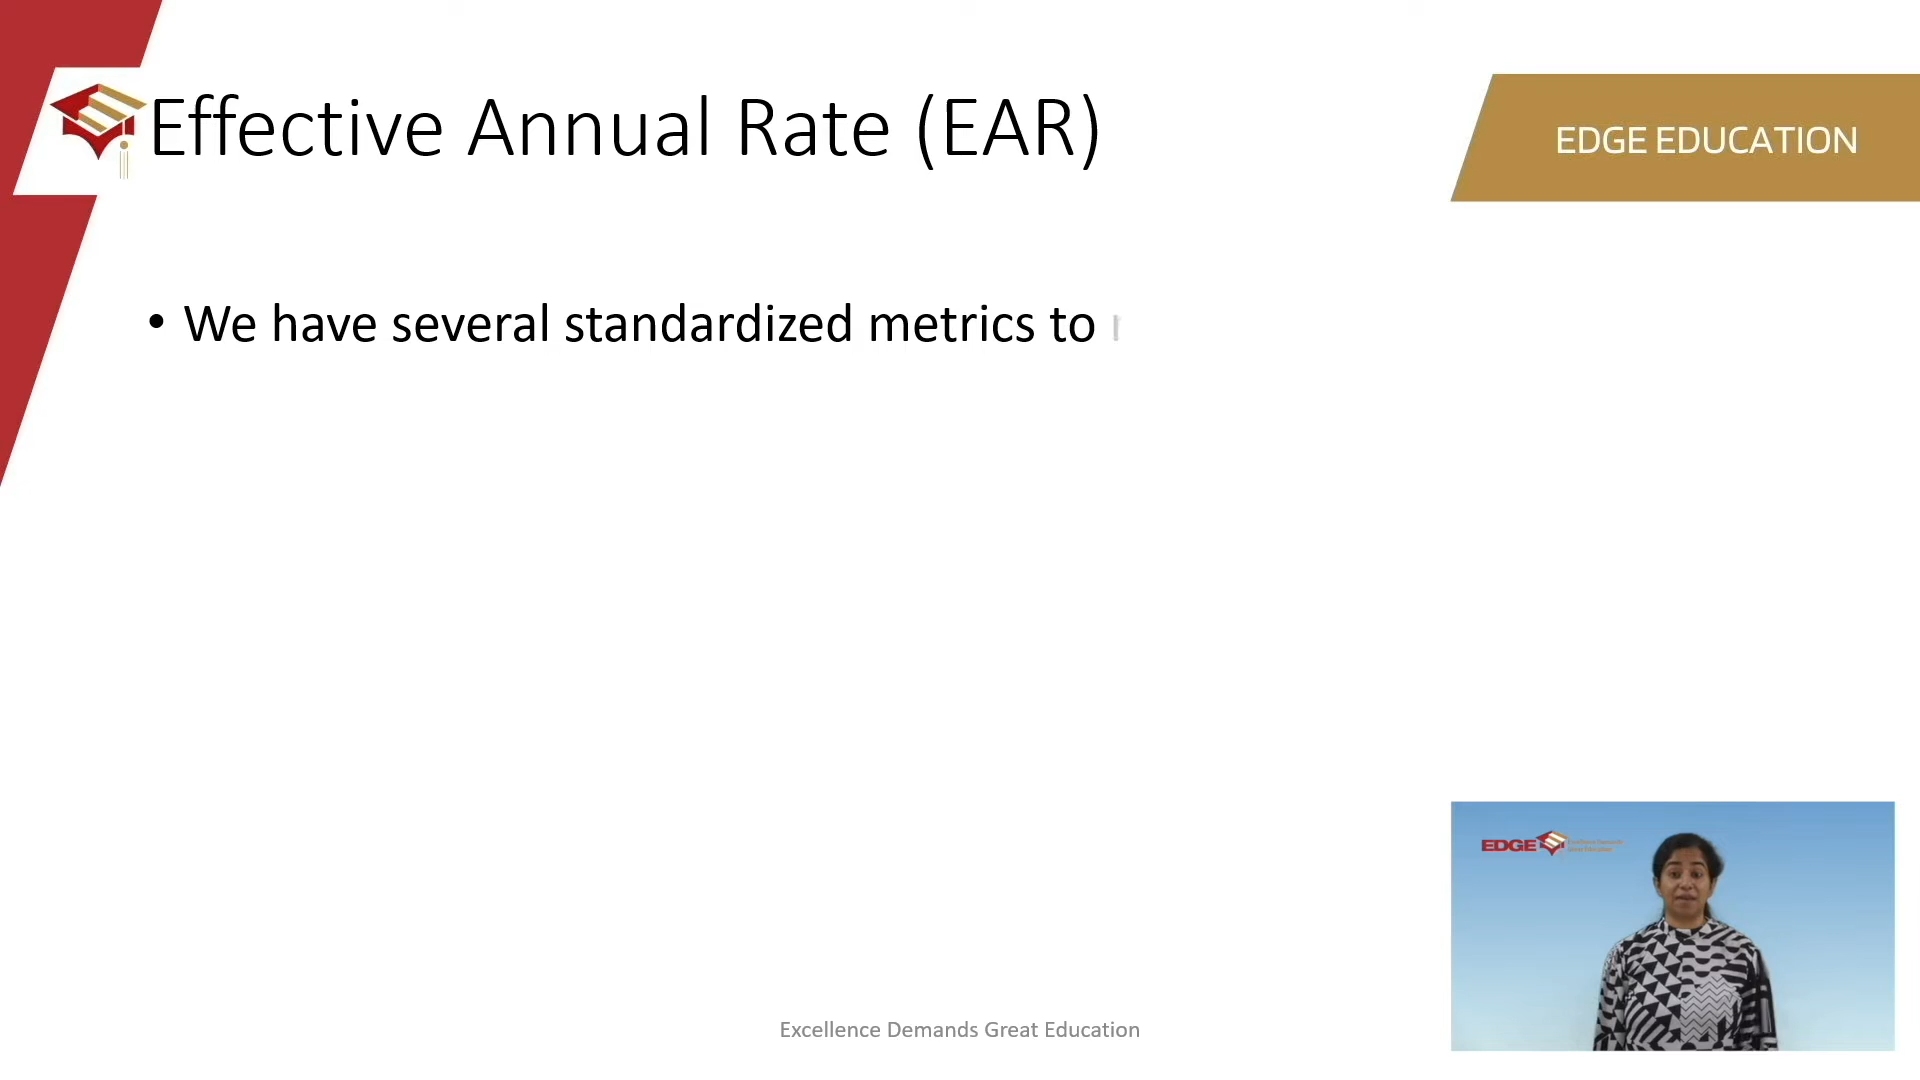 Effective Annual Rate (EAR)
EDGE EDUCATION
• We have several standardized metrics to
EDGE
Excellence Demands Great Education